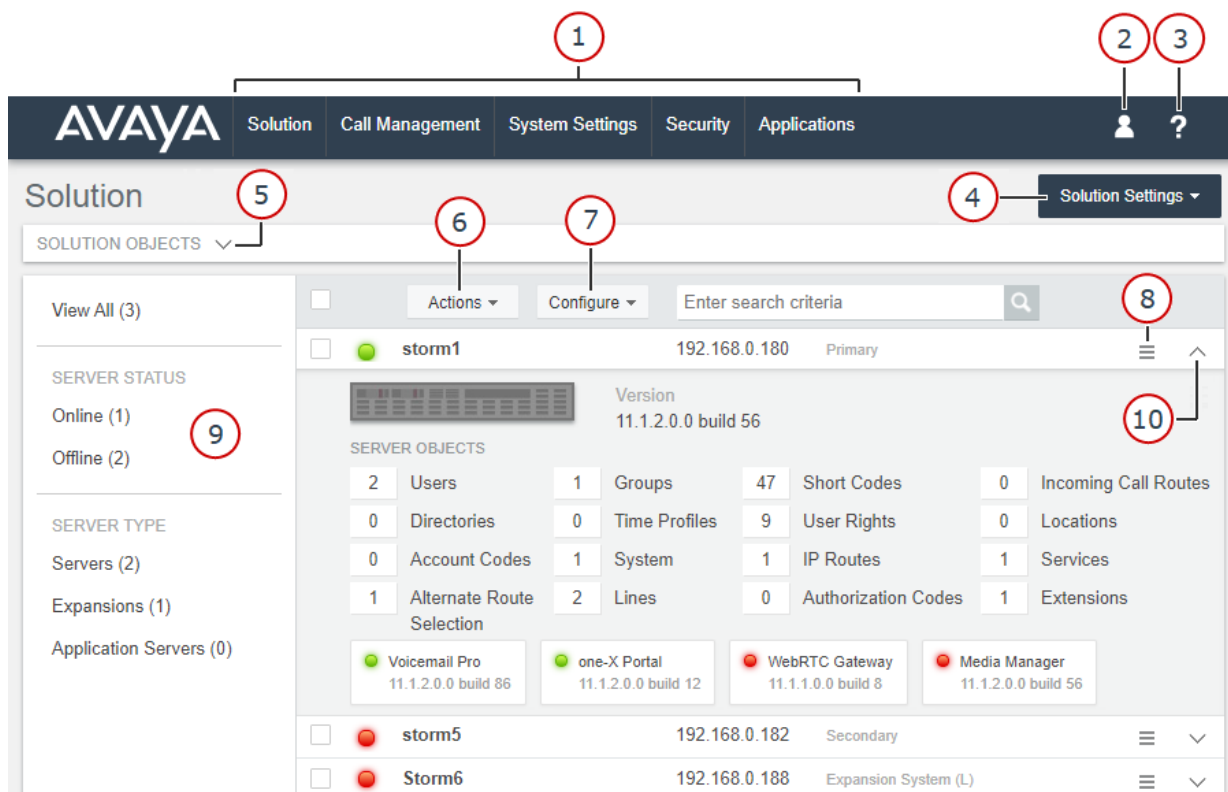 1
2
3
AVAYA
Solution
Call Management
System Settings
Security
Applications
?
Solution
5
4
Solution Settings
6
7
SOLUTION OBJECTS
View All (3)
SERVER STATUS
Online (1)
Offline (2)
9
SERVER TYPE
Servers (2)
Expansions (1)
Application Servers (0)
Actions
Configure
Enter search criteria
8
storm1 192.168.0.180 Primary
10
Version
11.1.2.0.0 build 56
SERVER OBJECTS
2 Users 1 Groups 47 Short Codes 0 Incoming Call Routes
0 Directories 0 Time Profiles 9 User Rights 0 Locations
0 Account Codes 1 System 1 IP Routes 1 Services
1 Alternate Route Selection 2 Lines 0 Authorization Codes 1 Extensions
Voicemail Pro
11.1.2.0.0 build 86
one-X Portal
11.1.2.0.0 build 12
WebRTC Gateway
11.1.1.0.0 build 8
Media Manager
11.1.2.0.0 build 56
storm5 192.168.0.182 Secondary
Storm6 192.168.0.188 Expansion System (L)